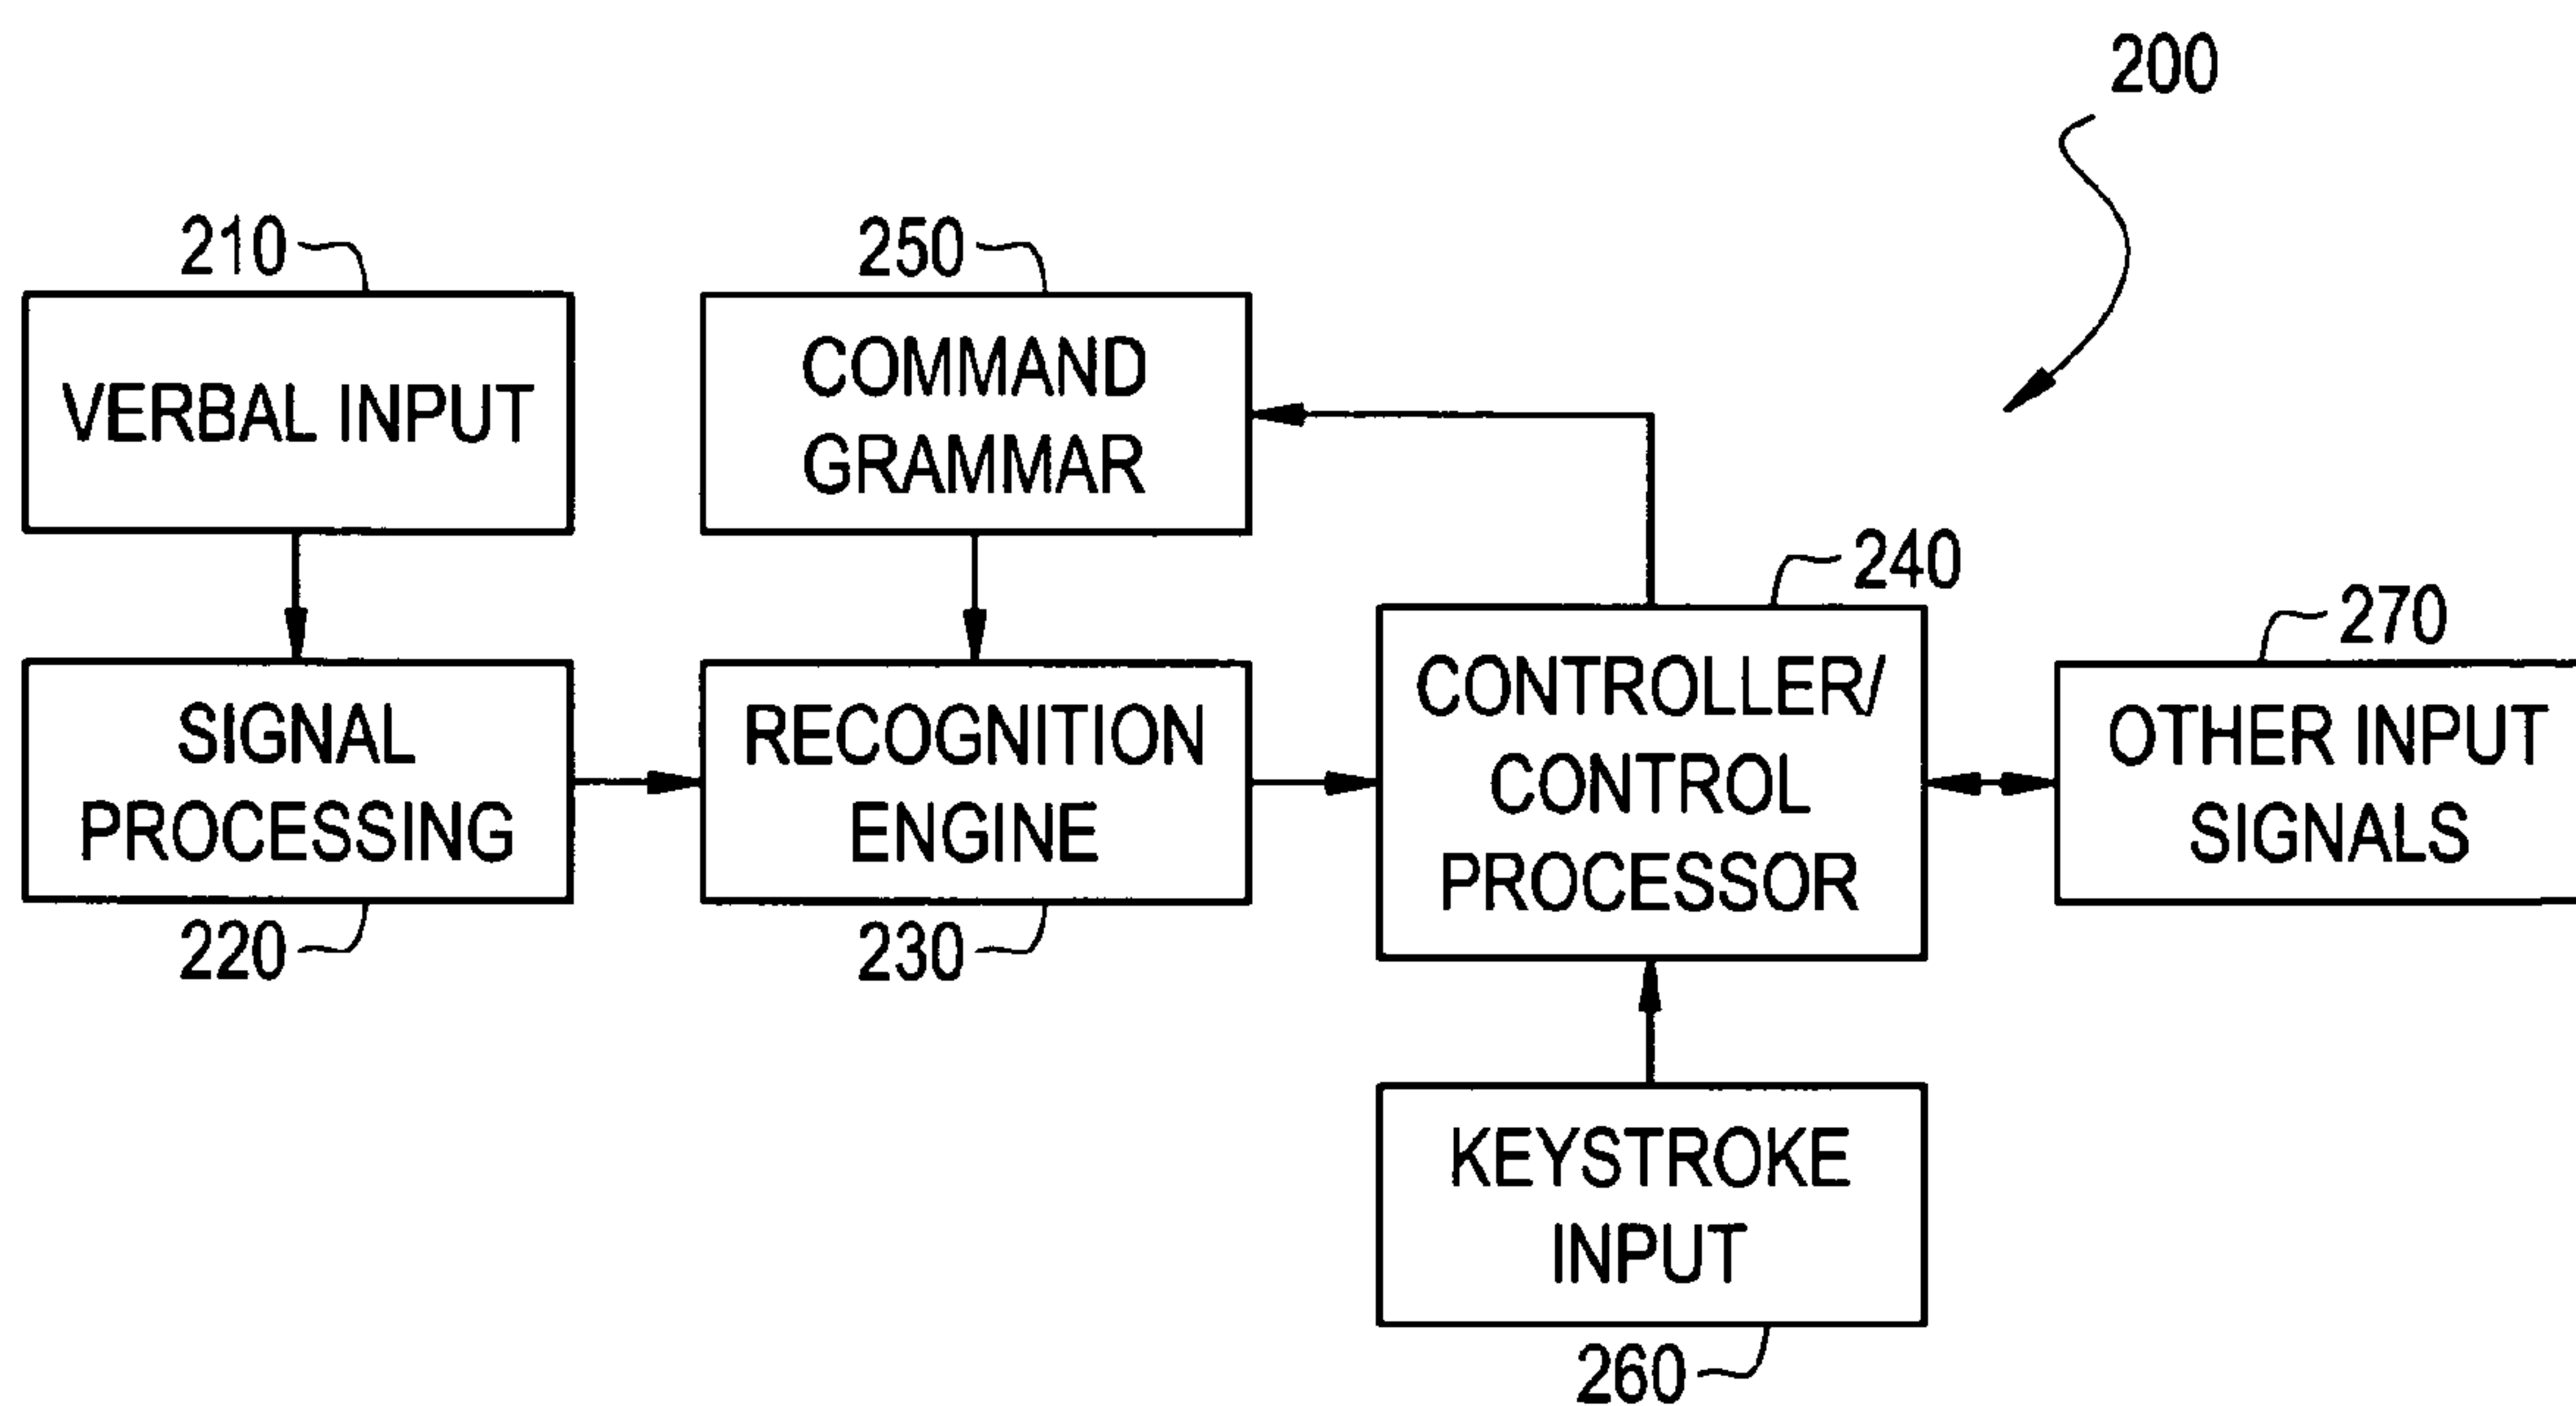 200
210
250
VERBAL INPUT
COMMAND
GRAMMAR
240
270
SIGNAL
PROCESSING
RECOGNITION
ENGINE
CONTROLLER/
CONTROL
PROCESSOR
OTHER INPUT
SIGNALS
220
230
KEYSTROKE
INPUT
260